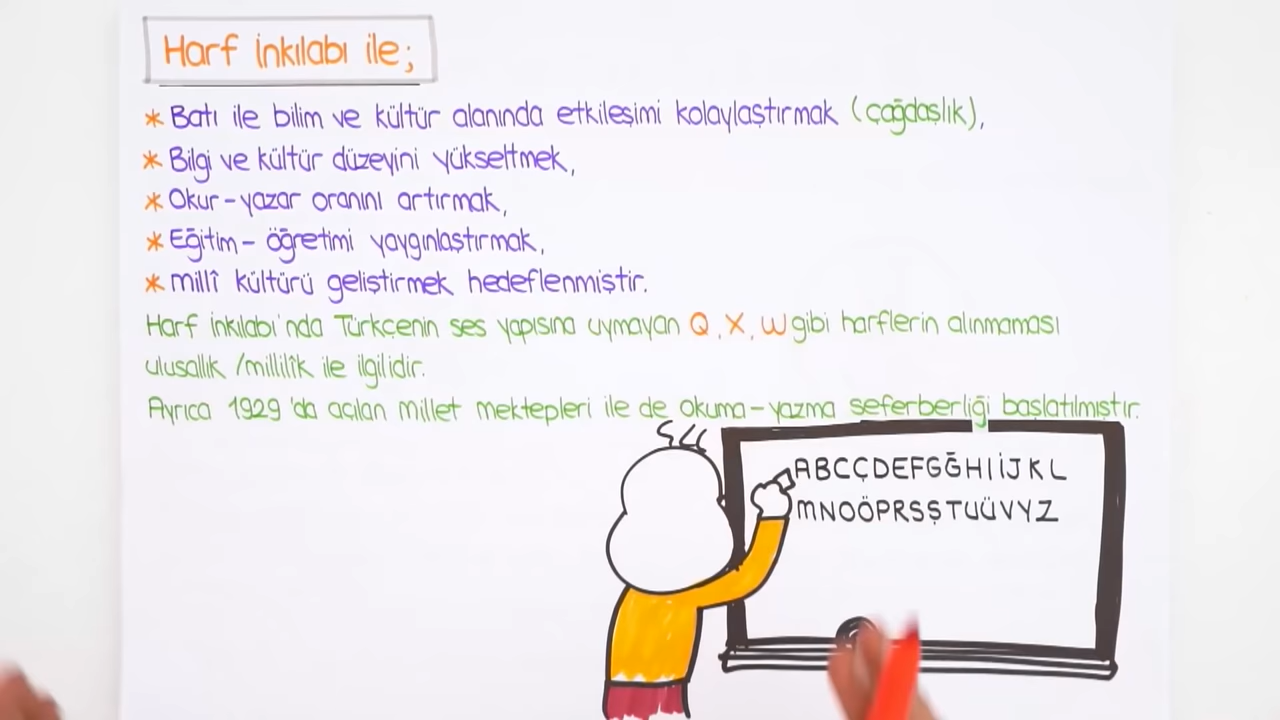 Harf İnkılabı ile;
* Batı ile bilim ve kültür alanında etkileşimi kolaylaştırmak (çağdaşlık),
* Bilgi ve kültür düzeyini yükseltmek,
* Okur-yazar oranını artırmak,
* Eğitim- öğretimi yaygınlaştırmak,
* millî kültürü geliştirmek hedeflenmiştir.
Harf İnkılabı'nda Türkçenin ses yapısına uymayan Q, X, W gibi harflerin alınmaması
ulusallık /millilîk ile ilgilidir.
Ayrıca 1929'da açılan millet mektepleri ile de okuma-yazma seferberliği başlatılmıştır.
ABCÇDEFGĞHIİJKL
MNOÖPRSŞTUÜVYZ